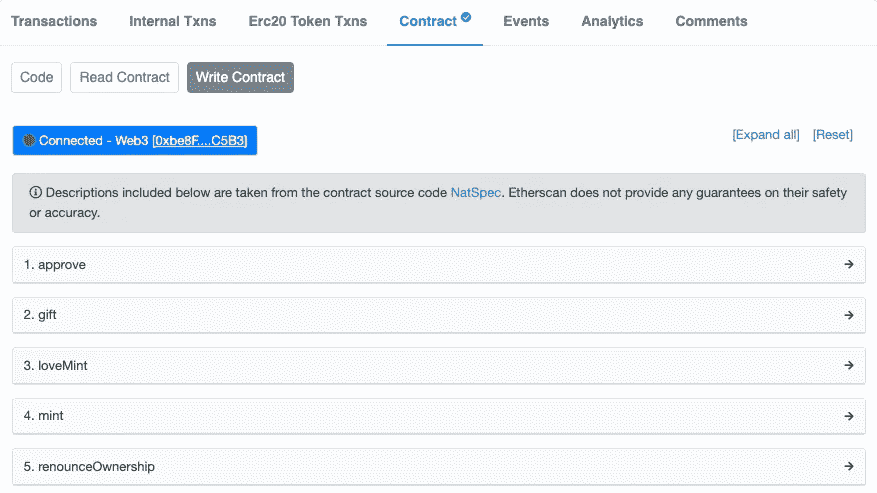 Transactions Internal Txns Erc20 Token Txns Contract Events Analytics Comments
Code Read Contract Write Contract
Connected - Web3 [0xbe8F....C5B3] [Expand all] [Reset]
Descriptions included below are taken from the contract source code NatSpec. Etherscan does not provide any guarantees on their safety
or accuracy.
1. approve
2. gift
3. loveMint
4. mint
5. renounceOwnership